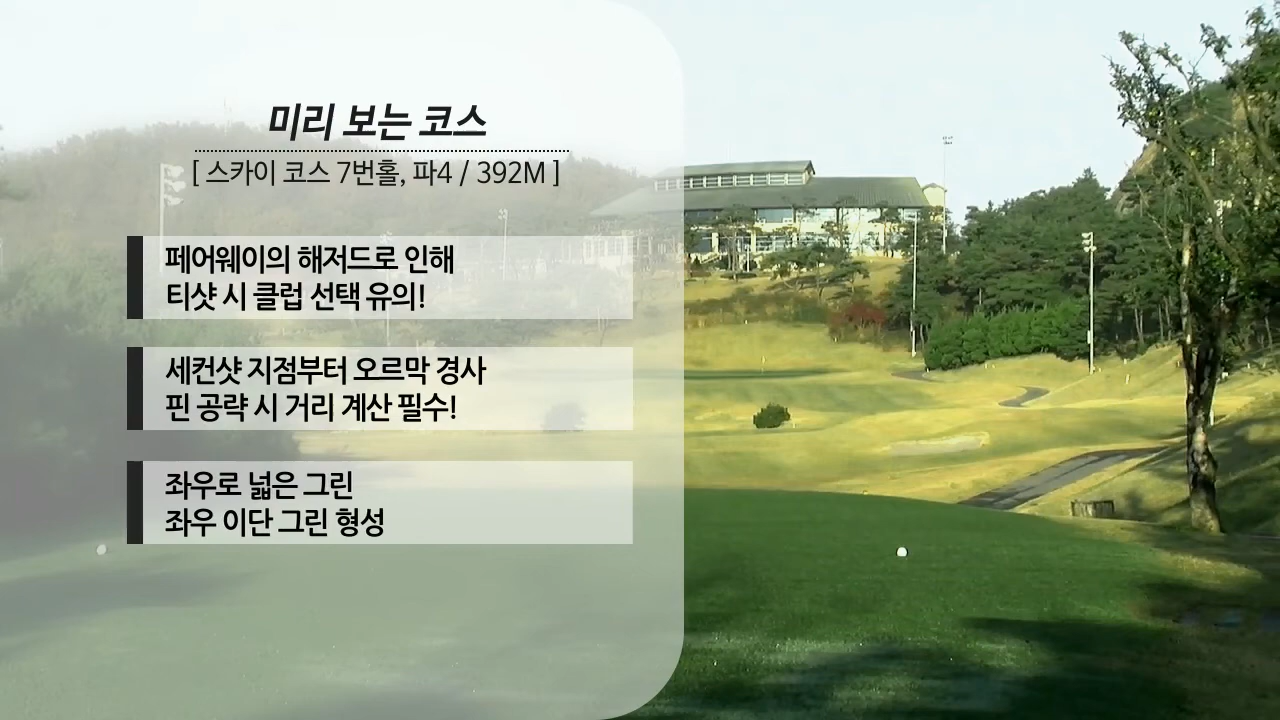 미리 보는 코스
[ 스카이 코스 7번홀, 파4 / 392M ]
페어웨이의 해저드로 인해
티샷 시 클럽 선택 유의!
세컨샷 지점부터 오르막 경사
핀 공략 시 거리 계산 필수!
좌우로 넓은 그린
좌우 이단 그린 형성